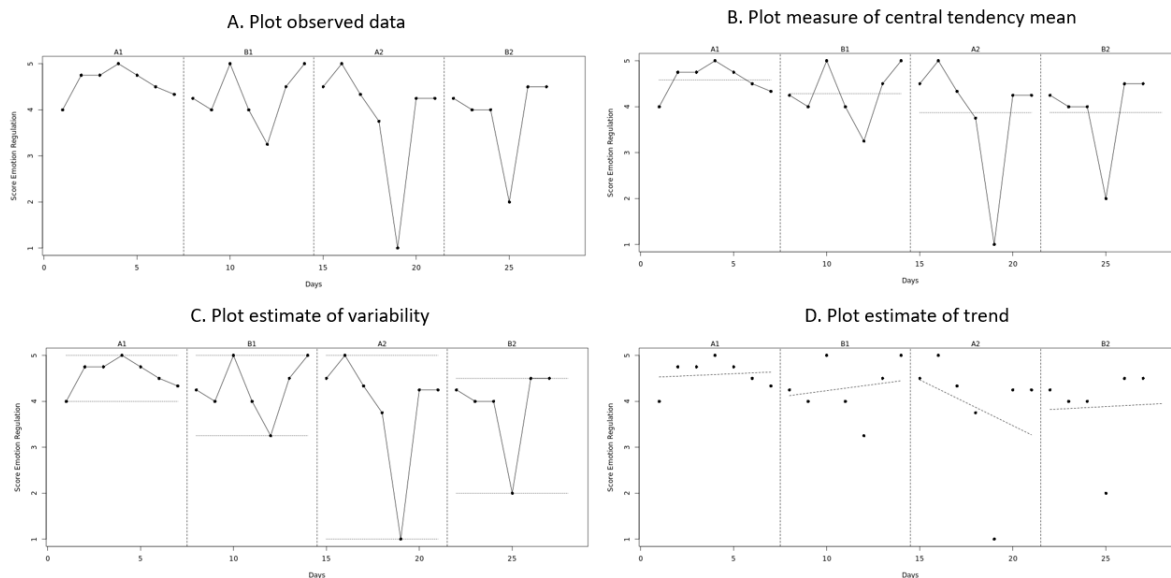 A. Plot observed data
A1 B1 A2 B2
5
4
3
2
1
Score Emotion Regulation
0 5 10 15 20 25
Days
B. Plot measure of central tendency mean
A1 B1 A2 B2
5
4
3
2
1
Score Emotion Regulation
0 5 10 15 20 25
Days
C. Plot estimate of variability
A1 B1 A2 B2
5
4
3
2
1
Score Emotion Regulation
0 5 10 15 20 25
Days
D. Plot estimate of trend
A1 B1 A2 B2
5
4
3
2
1
Score Emotion Regulation
0 5 10 15 20 25
Days